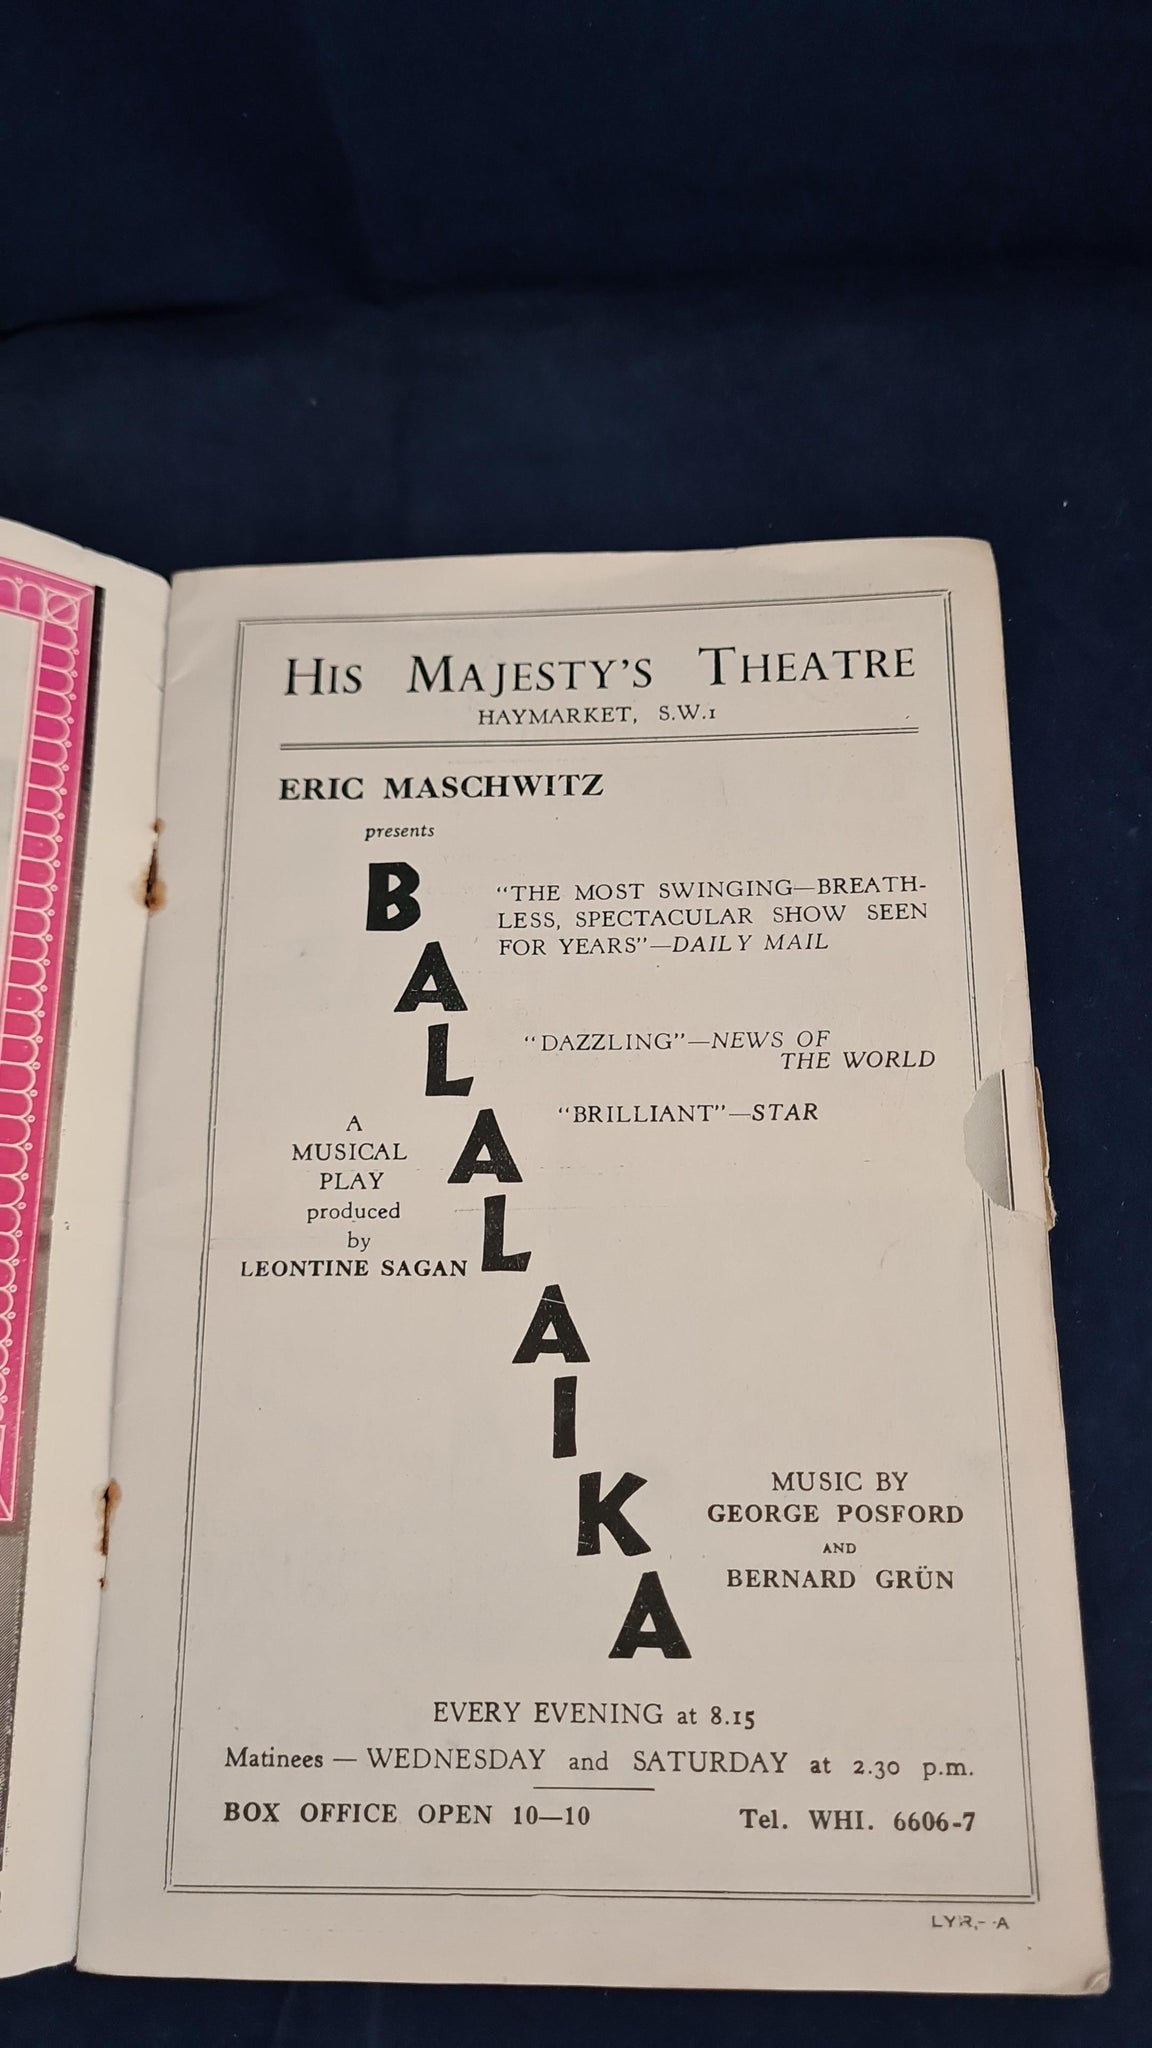 HIS MAJESTY'S THEATRE
HAYMARKET, S.W.1
ERIC MASCHWITZ
presents
BALALAIKA
"THE MOST SWINGING—BREATH-
LESS, SPECTACULAR SHOW SEEN
FOR YEARS"—DAILY MAIL
"DAZZLING"—NEWS OF
THE WORLD
"BRILLIANT"—STAR
A
MUSICAL
PLAY
produced
by
LEONTINE SAGAN
MUSIC BY
GEORGE POSFORD
AND
BERNARD GRÜN
EVERY EVENING at 8.15
Matinees — WEDNESDAY and SATURDAY at 2.30 p.m.
BOX OFFICE OPEN 10—10 Tel. WHI. 6606-7